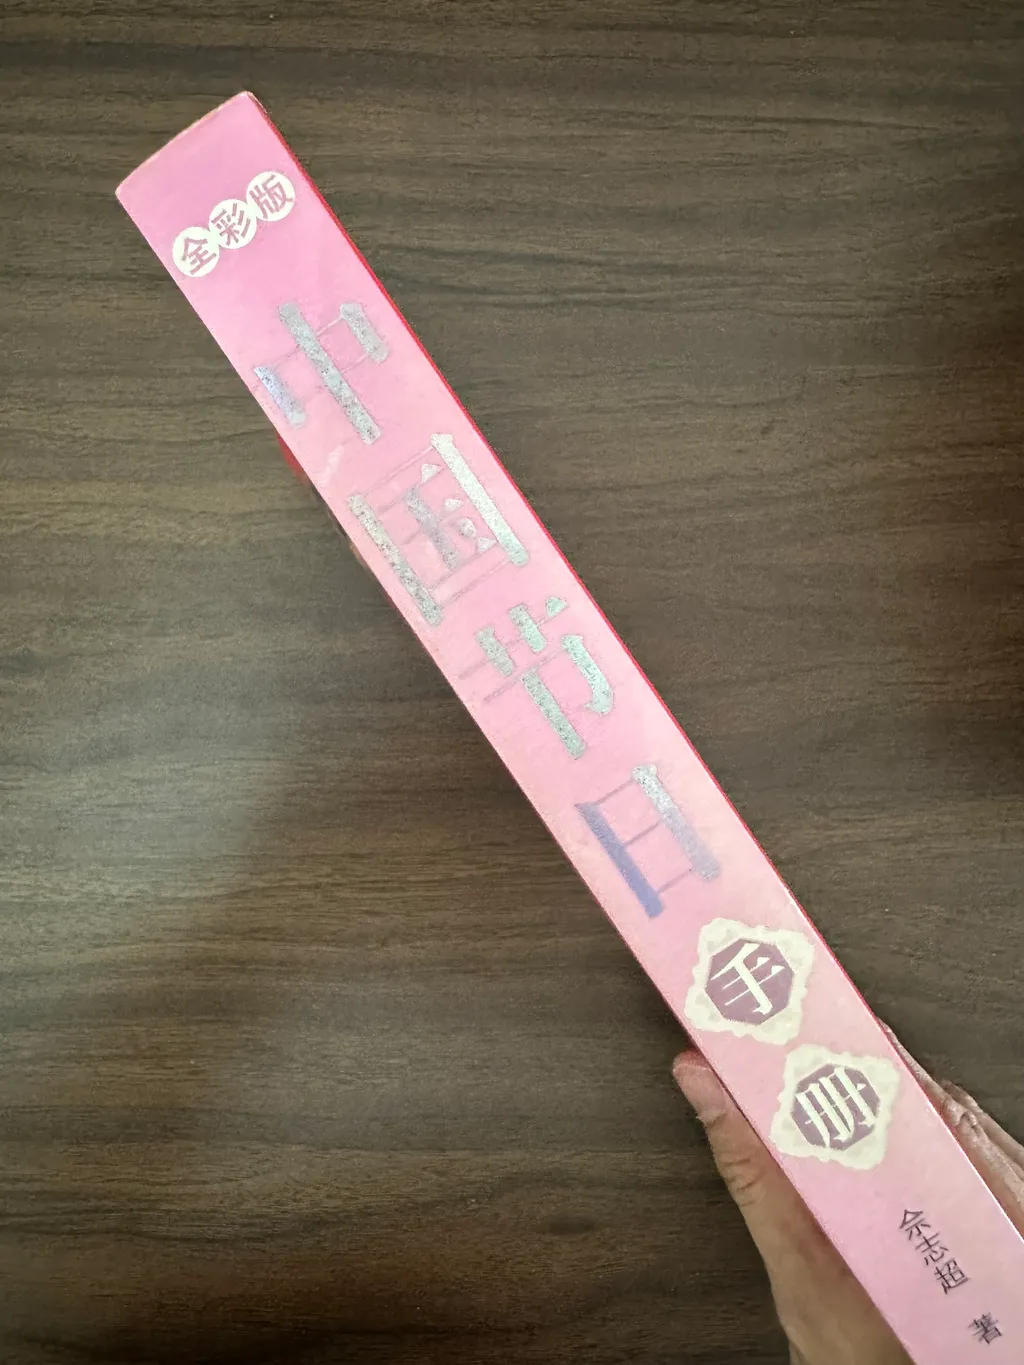 全彩版
中国节日
手册
佘志超 著